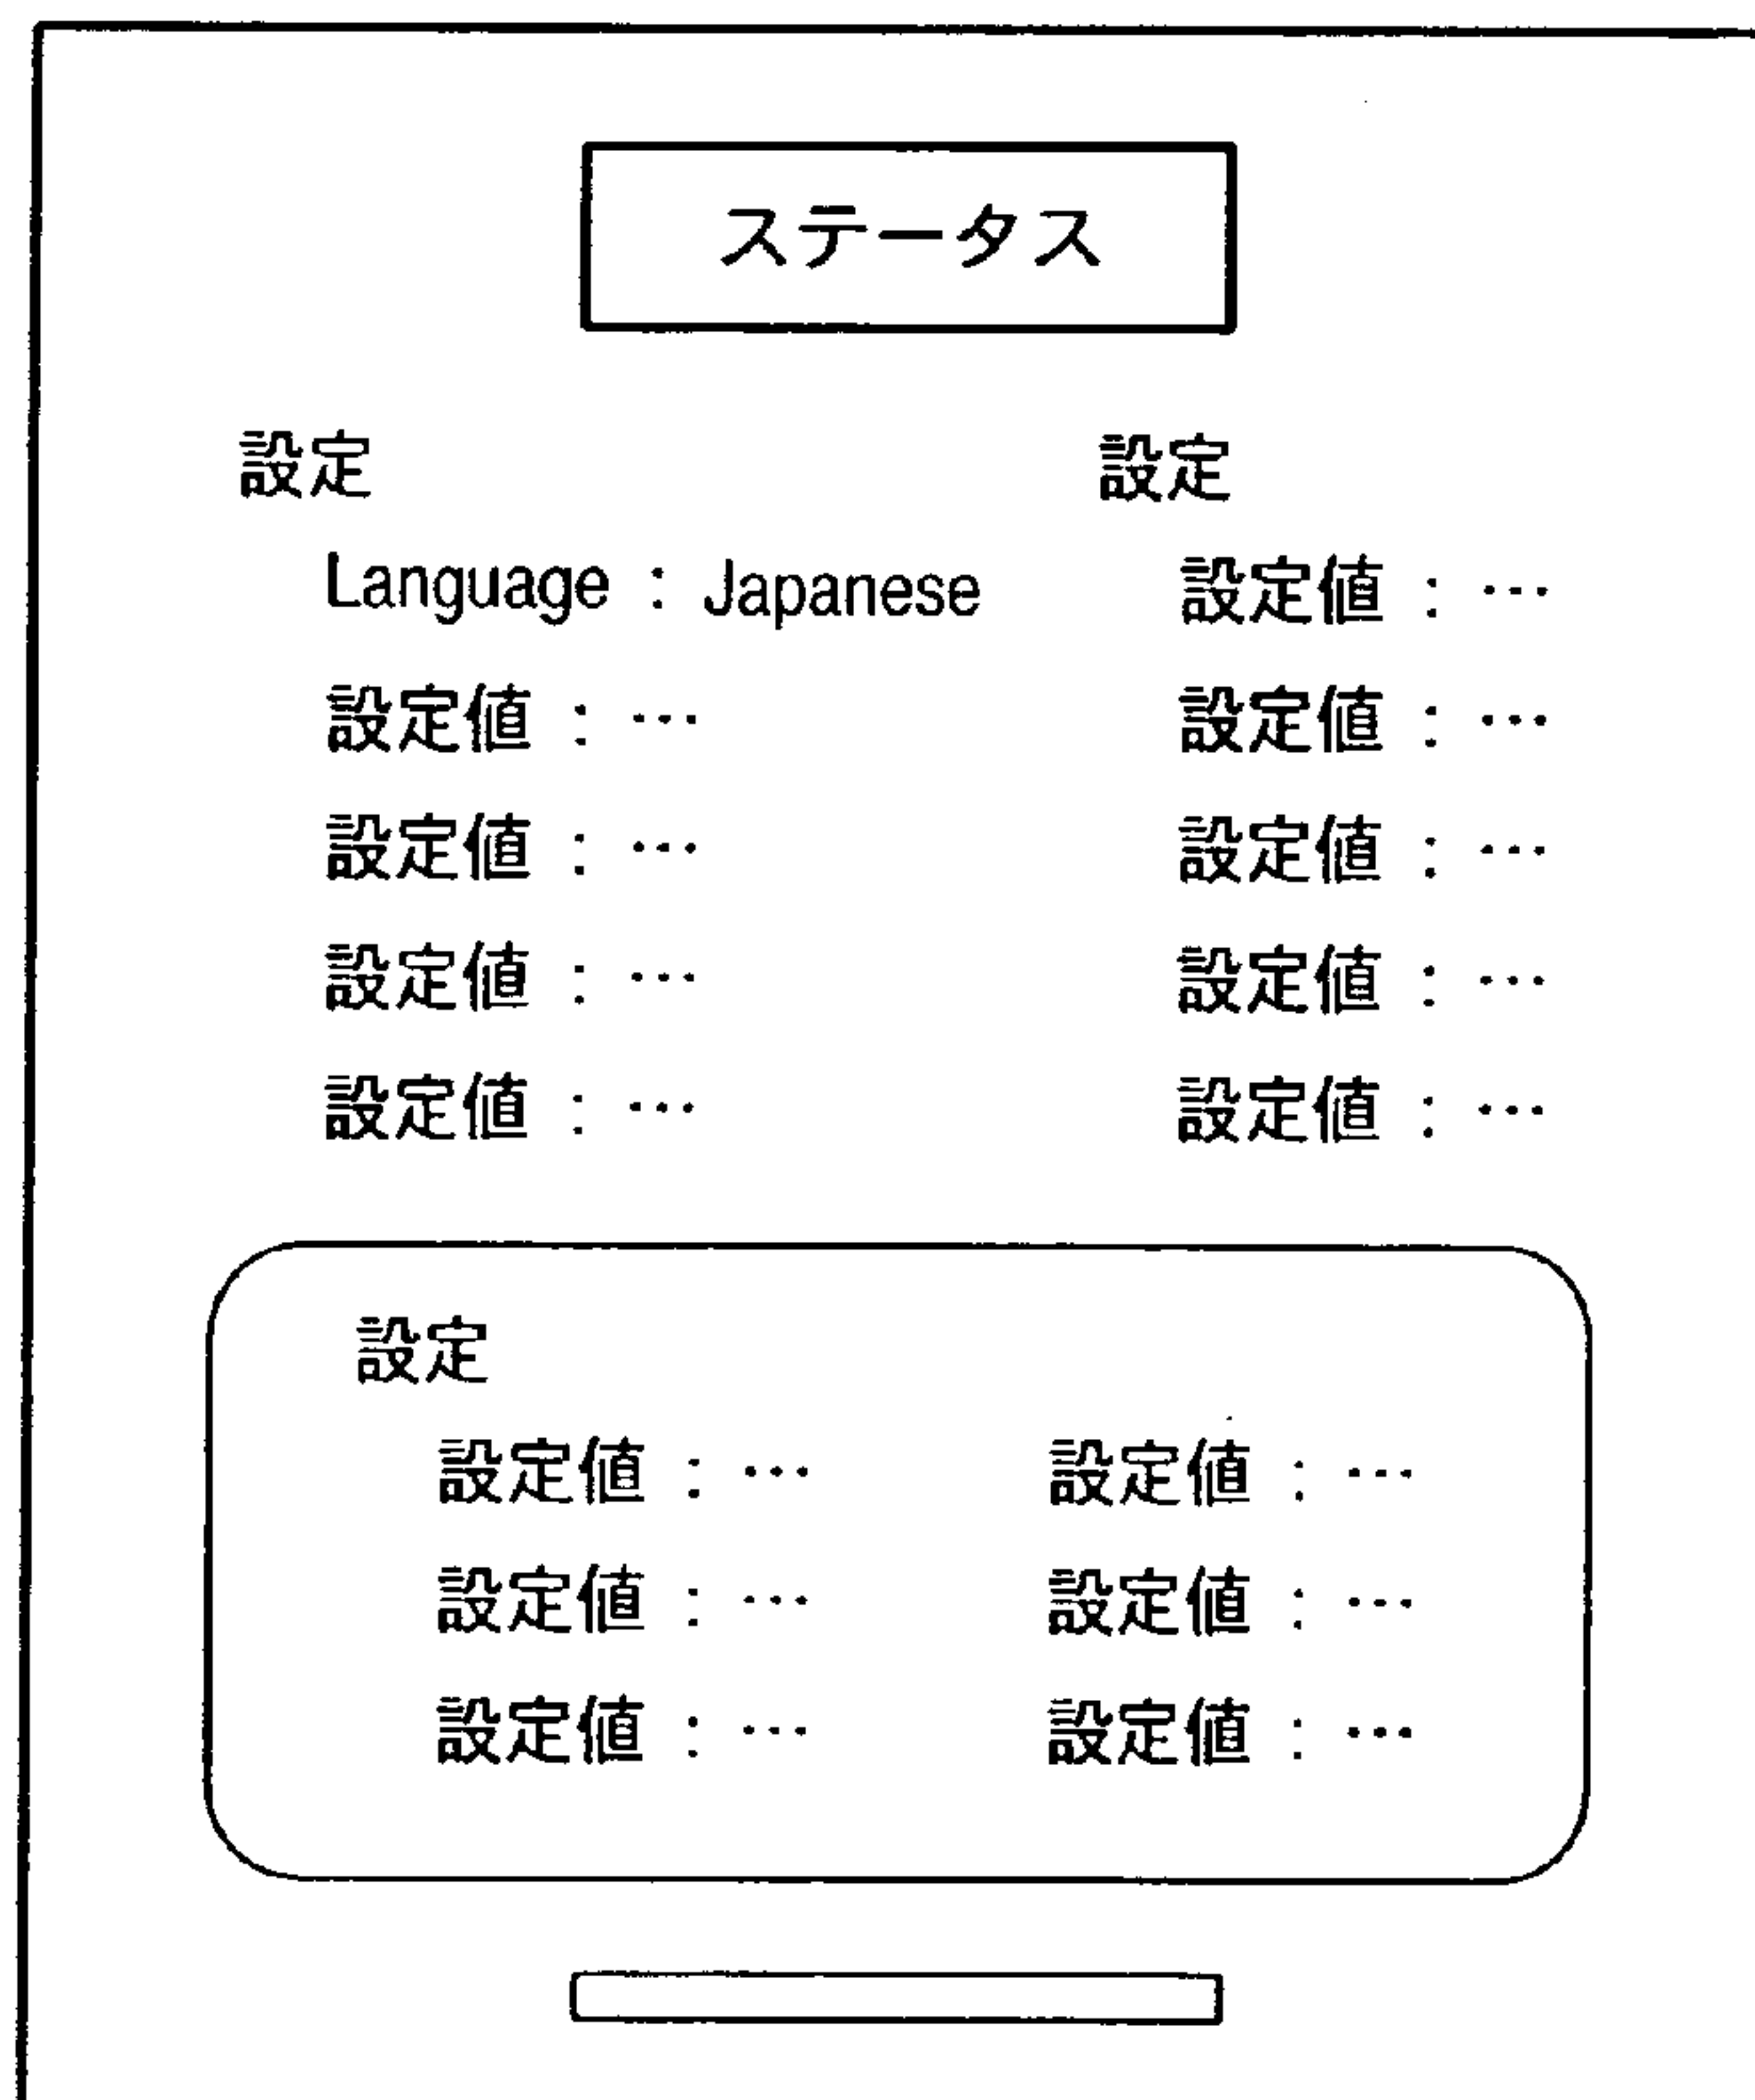 ステータス
設定
Language : Japanese
設定値 : …
設定値 : …
設定値 : …
設定値 : …
設定
設定値 : …
設定値 : …
設定値 : …
設定値 : …
設定値 : …
設定
設定値 : … 設定値 : …
設定値 : … 設定値 : …
設定値 : … 設定値 : …